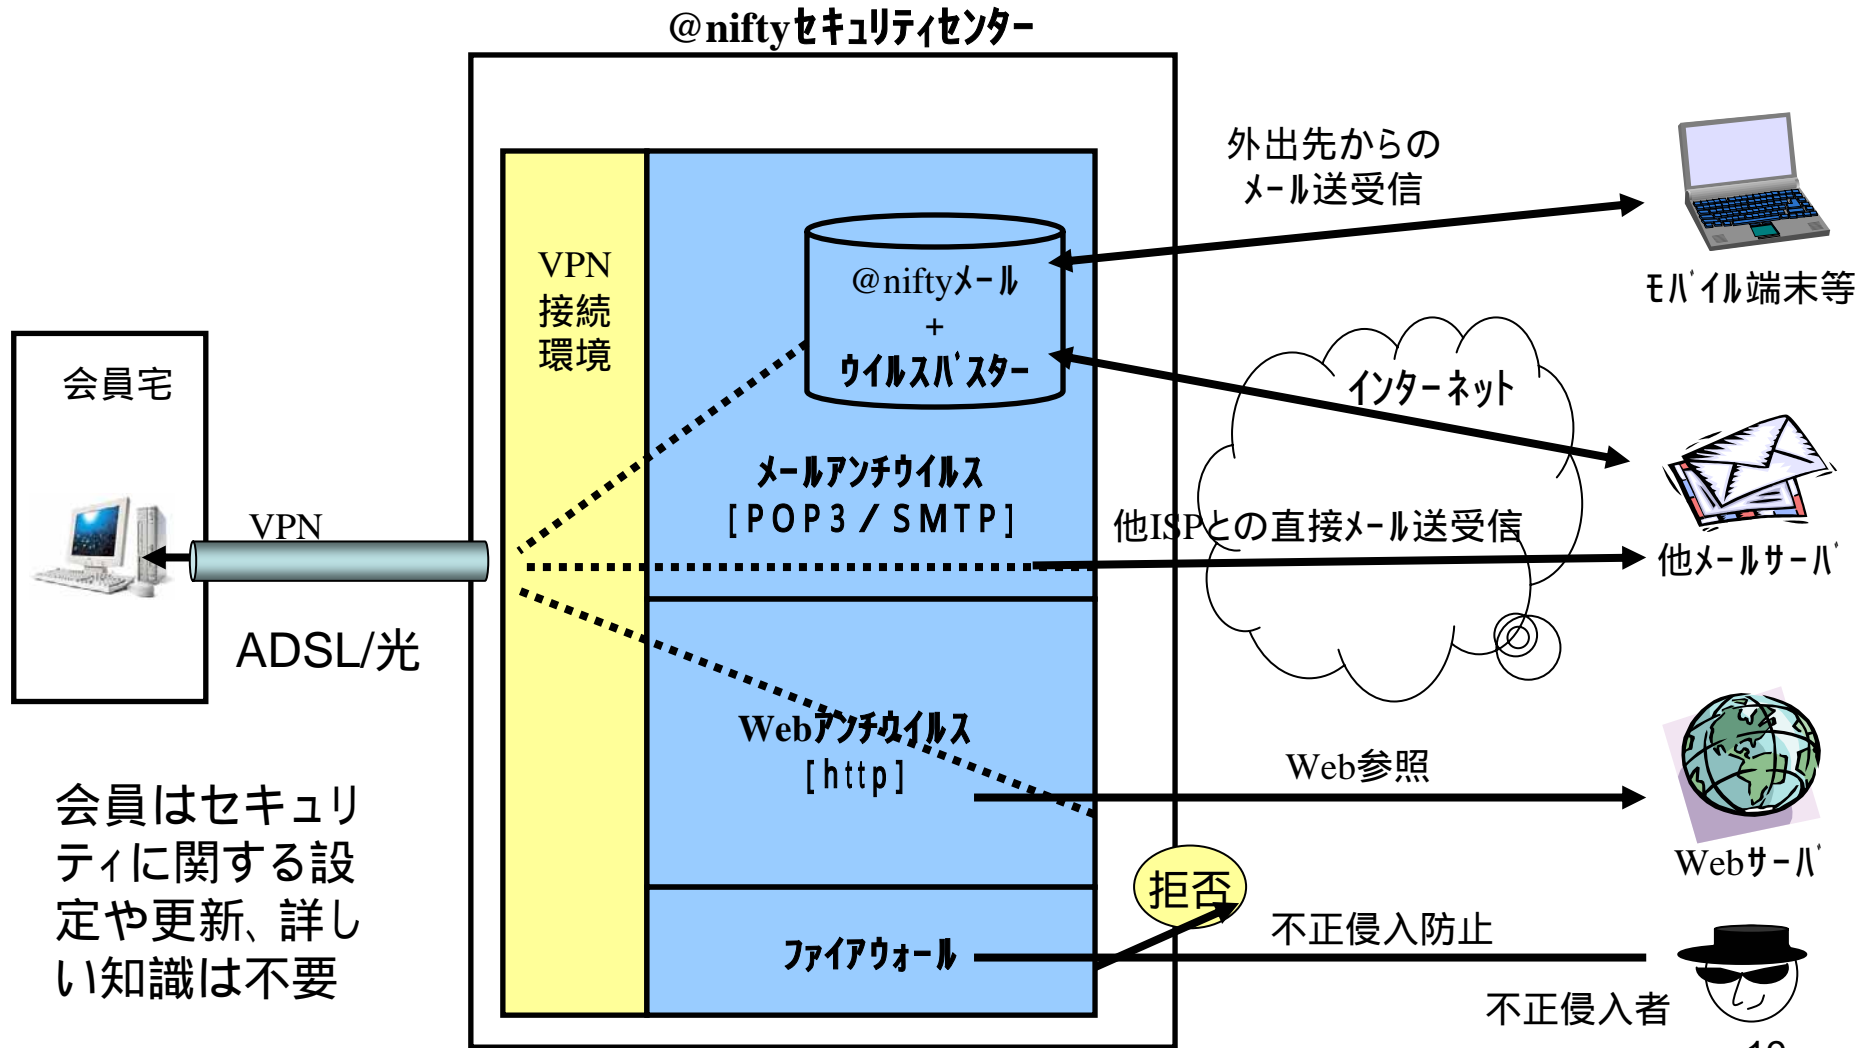 @niftyセキュリティセンター
外出先からの
メール送受信
モバイル端末等
VPN
接続
環境
@niftyメール
+
ウイルスバスター
会員宅
インターネット
メールアンチウイルス
[POP3/SMTP]
VPN
他ISPとの直接メール送受信
他メールサーバ
ADSL/光
Webアンチウイルス
[http]
Web参照
Webサーバ
会員はセキュリ
ティに関する設
定や更新、詳し
い知識は不要
拒否
ファイアウォール
不正侵入防止
不正侵入者